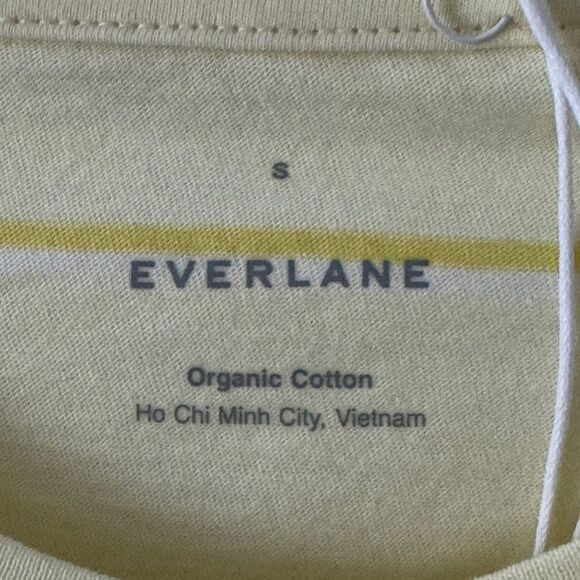 S
EVERLANE
Organic Cotton
Ho Chi Minh City, Vietnam